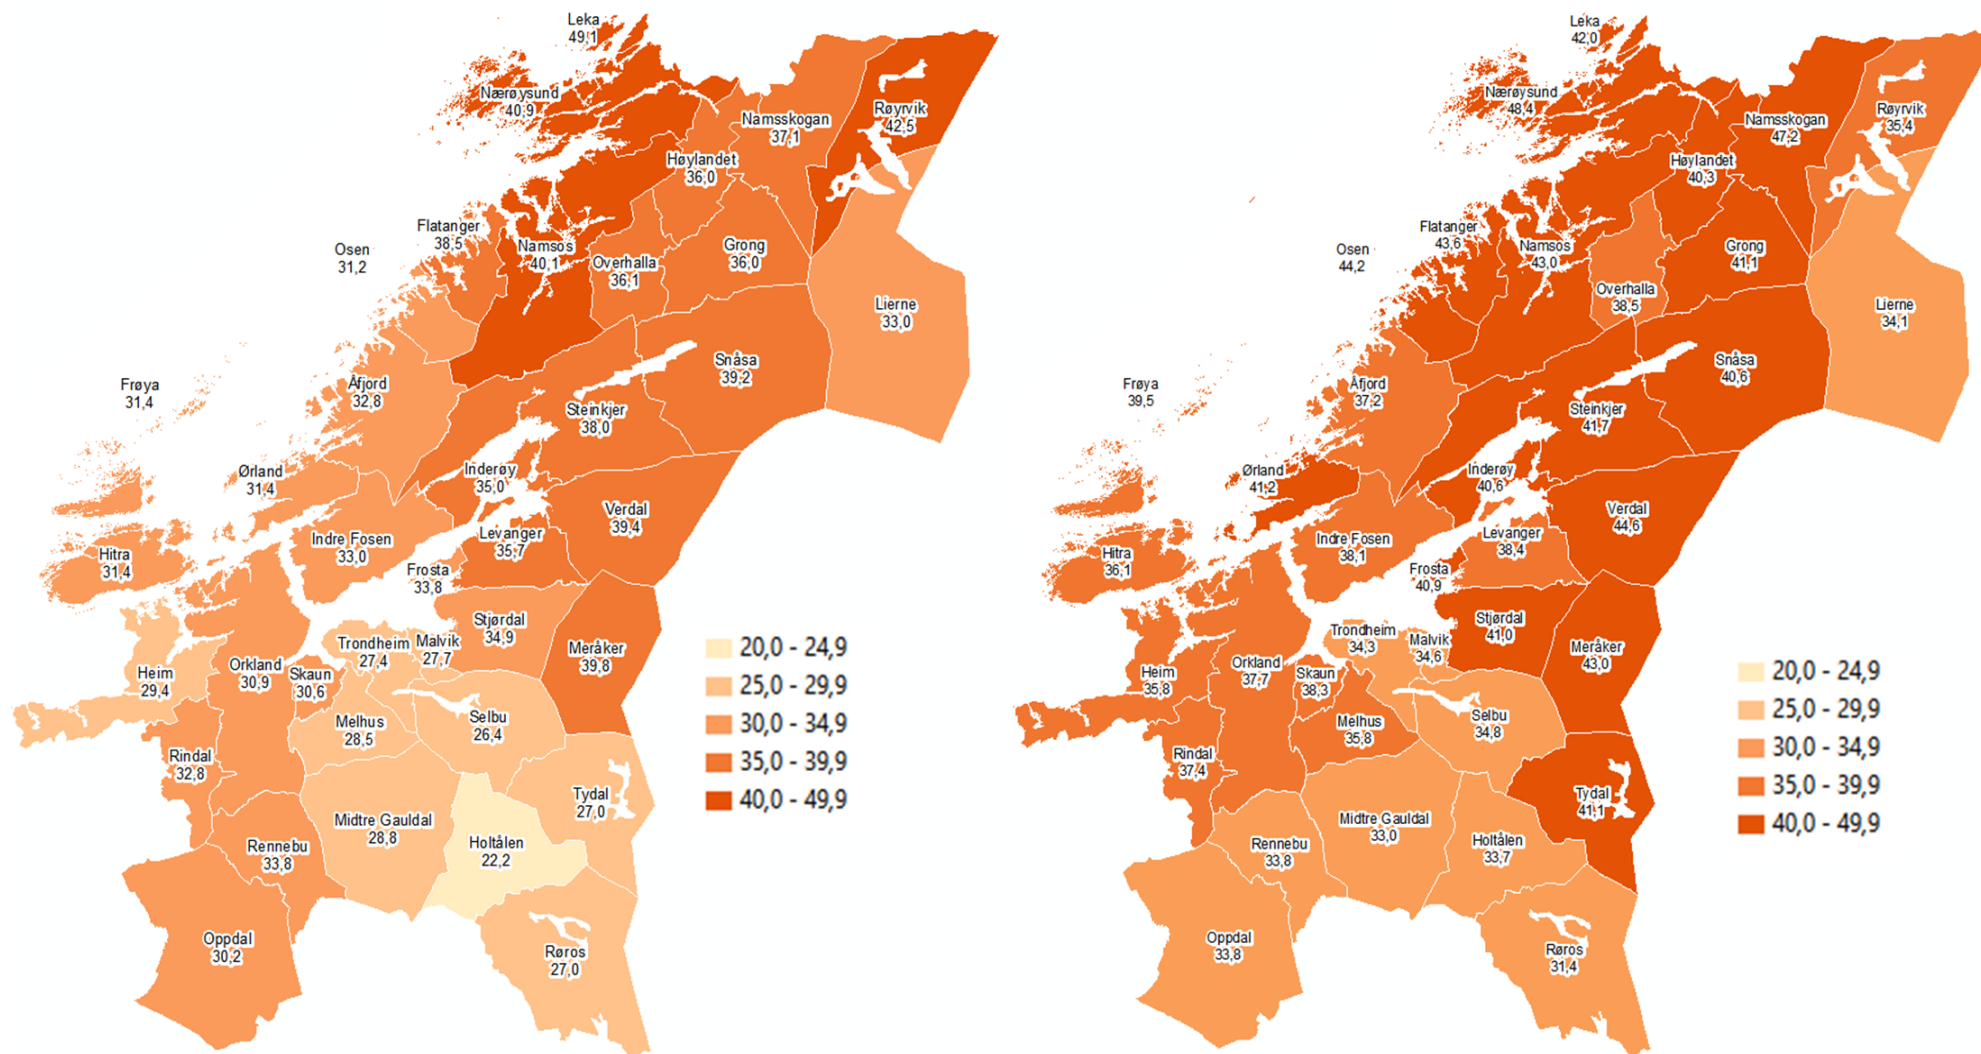 Leka
49,1
Nærøysund
40,9
Namsskogan
37,1
Røyrvik
42,5
Høylandet
36,0
Flatanger
38,5
Osen
31,2
Namsos
40,1
Overhalla
36,1
Grong
36,0
Lierne
33,0
Snåsa
39,2
Frøya
31,4
Åfjord
32,8
Steinkjer
38,0
Ørland
31,4
Inderøy
35,0
Verdal
39,4
Levanger
35,7
Indre Fosen
33,0
Hitra
31,4
Frosta
33,8
Stjørdal
34,9
Meråker
39,8
Trondheim
27,4
Malvik
27,7
Heim
29,4
Orkland
30,9
Skaun
30,6
Melhus
28,5
Selbu
26,4
Rindal
32,8
Tydal
27,0
Midtre Gauldal
28,8
Rennebu
33,8
Holtålen
22,2
Oppdal
30,2
Røros
27,0
20,0 - 24,9
25,0 - 29,9
30,0 - 34,9
35,0 - 39,9
40,0 - 49,9
Leka
42,0
Nærøysund
48,4
Namsskogan
47,2
Røyrvik
35,4
Høylandet
40,3
Flatanger
43,6
Osen
44,2
Namsos
43,0
Grong
41,1
Overhalla
38,5
Lierne
34,1
Snåsa
40,6
Frøya
39,5
Åfjord
37,2
Steinkjer
41,7
Ørland
41,2
Inderøy
40,6
Verdal
44,6
Levanger
38,4
Indre Fosen
38,1
Hitra
36,1
Frosta
40,9
Stjørdal
41,0
Meråker
43,0
Trondheim
34,3
Malvik
34,6
Heim
35,8
Orkland
37,7
Skaun
38,3
Melhus
35,8
Selbu
34,8
Rindal
37,4
Tydal
41,1
Midtre Gauldal
33,0
Rennebu
33,8
Holtålen
33,7
Oppdal
33,8
Røros
31,4
20,0 - 24,9
25,0 - 29,9
30,0 - 34,9
35,0 - 39,9
40,0 - 49,9